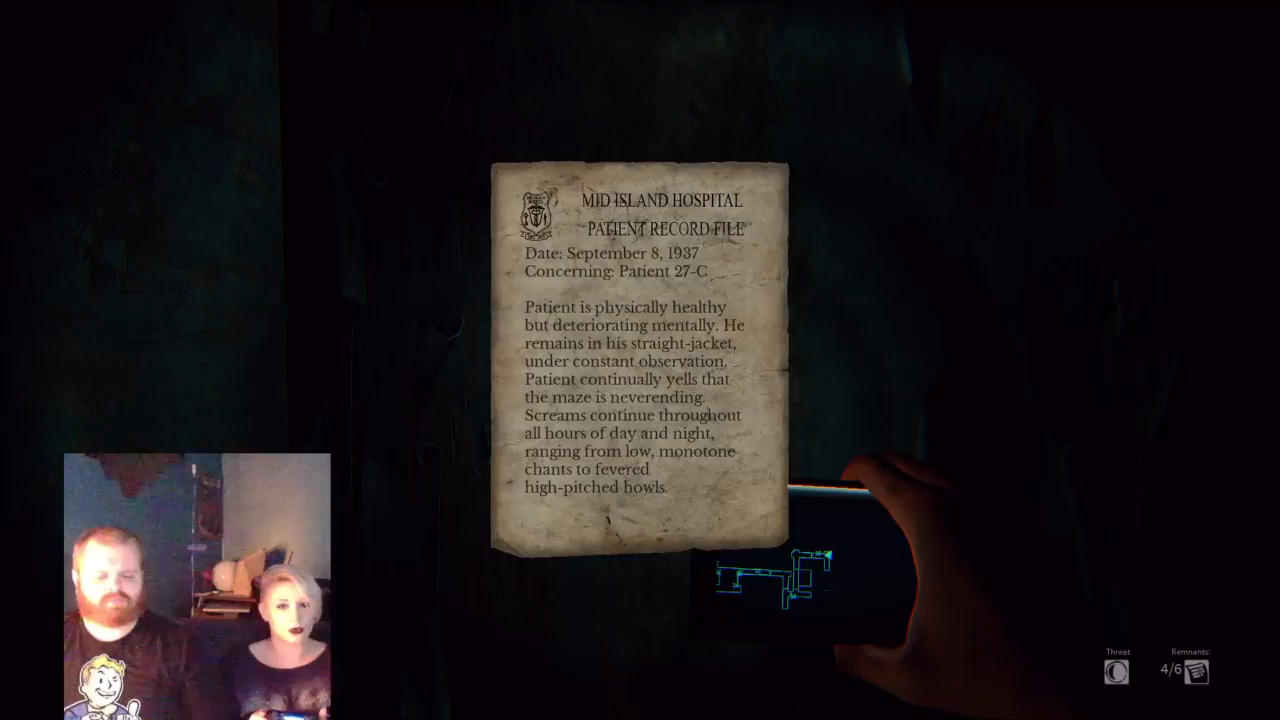 MID ISLAND HOSPITAL
PATIENT RECORD FILE
Date: September 8, 1937
Concerning: Patient 27-C
Patient is physically healthy
but deteriorating mentally. He
remains in his straight-jacket,
under constant observation.
Patient continually yells that
the maze is neverending.
Screams continue throughout
all hours of day and night,
ranging from low, monotone
chants to fevered
high-pitched howls.
Threat
Remnants:
4/6